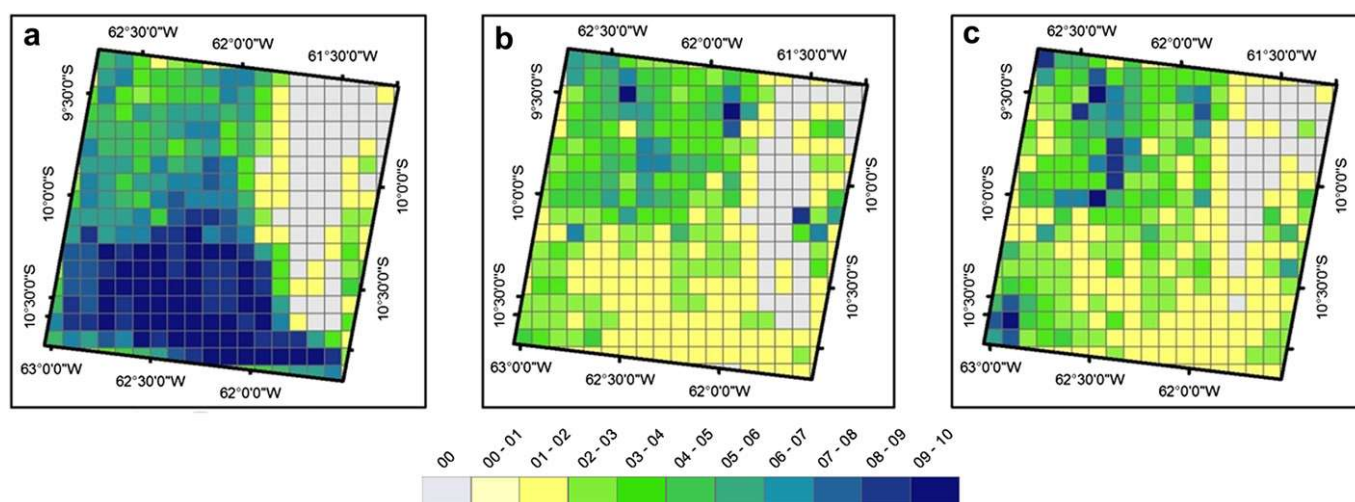 a
62°30'0"W
62°0'0"W
61°30'0"W
9°30'0"S
10°0'0"S
10°0'0"S
10°30'0"S
10°30'0"S
63°0'0"W
62°30'0"W
62°0'0"W
b
62°30'0"W
62°0'0"W
61°30'0"W
9°30'0"S
10°0'0"S
10°0'0"S
10°30'0"S
10°30'0"S
63°0'0"W
62°30'0"W
62°0'0"W
c
62°30'0"W
62°0'0"W
61°30'0"W
9°30'0"S
10°0'0"S
10°0'0"S
10°30'0"S
10°30'0"S
63°0'0"W
62°30'0"W
62°0'0"W
00
00 - 01
01 - 02
02 - 03
03 - 04
04 - 05
05 - 06
06 - 07
07 - 08
08 - 09
09 - 10